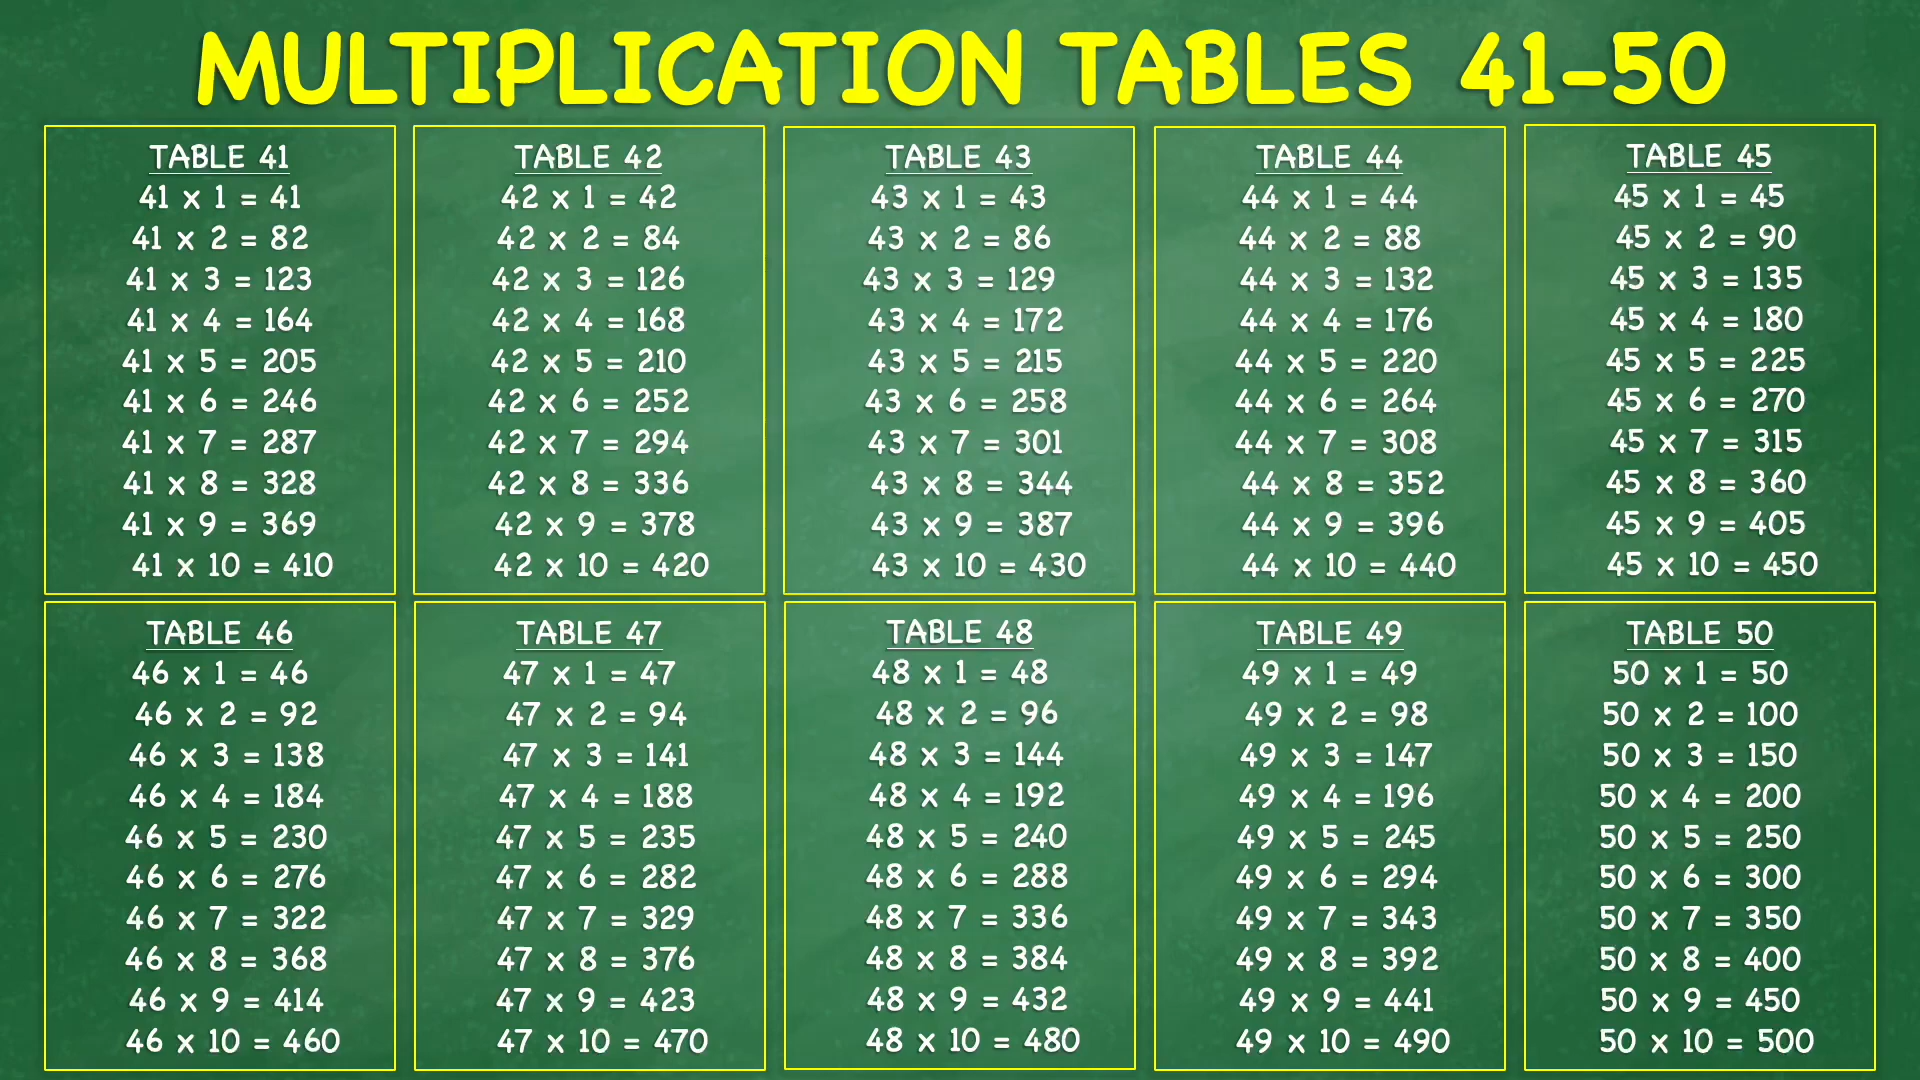 MULTIPLICATION TABLES 41-50
TABLE 41
41 x 1 = 41
41 x 2 = 82
41 x 3 = 123
41 x 4 = 164
41 x 5 = 205
41 x 6 = 246
41 x 7 = 287
41 x 8 = 328
41 x 9 = 369
41 x 10 = 410
TABLE 42
42 x 1 = 42
42 x 2 = 84
42 x 3 = 126
42 x 4 = 168
42 x 5 = 210
42 x 6 = 252
42 x 7 = 294
42 x 8 = 336
42 x 9 = 378
42 x 10 = 420
TABLE 43
43 x 1 = 43
43 x 2 = 86
43 x 3 = 129
43 x 4 = 172
43 x 5 = 215
43 x 6 = 258
43 x 7 = 301
43 x 8 = 344
43 x 9 = 387
43 x 10 = 430
TABLE 44
44 x 1 = 44
44 x 2 = 88
44 x 3 = 132
44 x 4 = 176
44 x 5 = 220
44 x 6 = 264
44 x 7 = 308
44 x 8 = 352
44 x 9 = 396
44 x 10 = 440
TABLE 45
45 x 1 = 45
45 x 2 = 90
45 x 3 = 135
45 x 4 = 180
45 x 5 = 225
45 x 6 = 270
45 x 7 = 315
45 x 8 = 360
45 x 9 = 405
45 x 10 = 450
TABLE 46
46 x 1 = 46
46 x 2 = 92
46 x 3 = 138
46 x 4 = 184
46 x 5 = 230
46 x 6 = 276
46 x 7 = 322
46 x 8 = 368
46 x 9 = 414
46 x 10 = 460
TABLE 47
47 x 1 = 47
47 x 2 = 94
47 x 3 = 141
47 x 4 = 188
47 x 5 = 235
47 x 6 = 282
47 x 7 = 329
47 x 8 = 376
47 x 9 = 423
47 x 10 = 470
TABLE 48
48 x 1 = 48
48 x 2 = 96
48 x 3 = 144
48 x 4 = 192
48 x 5 = 240
48 x 6 = 288
48 x 7 = 336
48 x 8 = 384
48 x 9 = 432
48 x 10 = 480
TABLE 49
49 x 1 = 49
49 x 2 = 98
49 x 3 = 147
49 x 4 = 196
49 x 5 = 245
49 x 6 = 294
49 x 7 = 343
49 x 8 = 392
49 x 9 = 441
49 x 10 = 490
TABLE 50
50 x 1 = 50
50 x 2 = 100
50 x 3 = 150
50 x 4 = 200
50 x 5 = 250
50 x 6 = 300
50 x 7 = 350
50 x 8 = 400
50 x 9 = 450
50 x 10 = 500